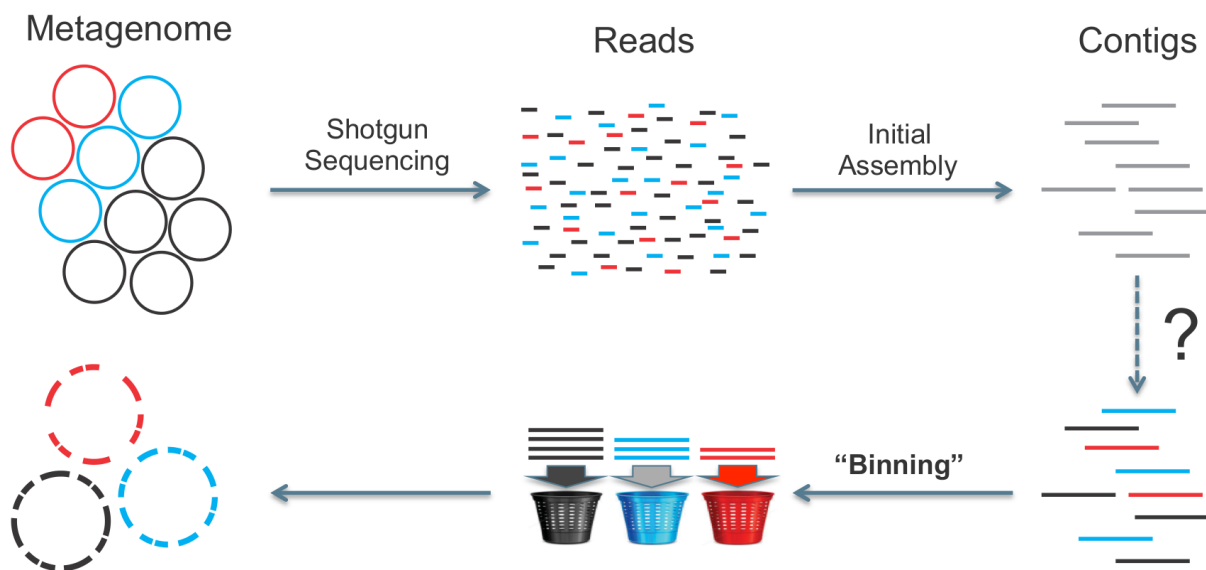 Metagenome
Reads
Contigs
Shotgun
Sequencing
Initial
Assembly
?
“Binning”